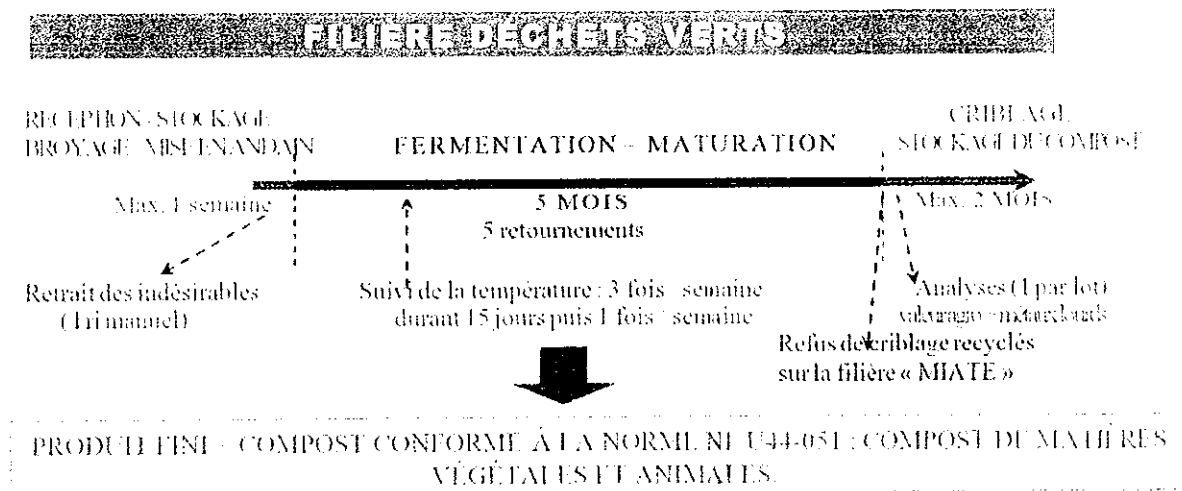 FILIÈRE DÉCHETS VERTS
RECEPTION - STOCKAGE
BROYAGE - MISE EN ANDAIN
FERMENTATION - MATURATION
CRIBLAGE
STOCKAGE DE COMPOST
Max. 1 semaine
5 MOIS
5 retournements
Max. 2 MOIS
Retrait des indésirables
(Tri manuel)
Suivi de la température : 3 fois / semaine
durant 15 jours puis 1 fois / semaine
Analyses (1 par lot)
Refus de criblage recyclés
sur la filière « MIATE »
PRODUIT FINI - COMPOST CONFORME À LA NORME NF U44-051 : COMPOST DE MATIÈRES
VÉGÉTALES ET ANIMALES.